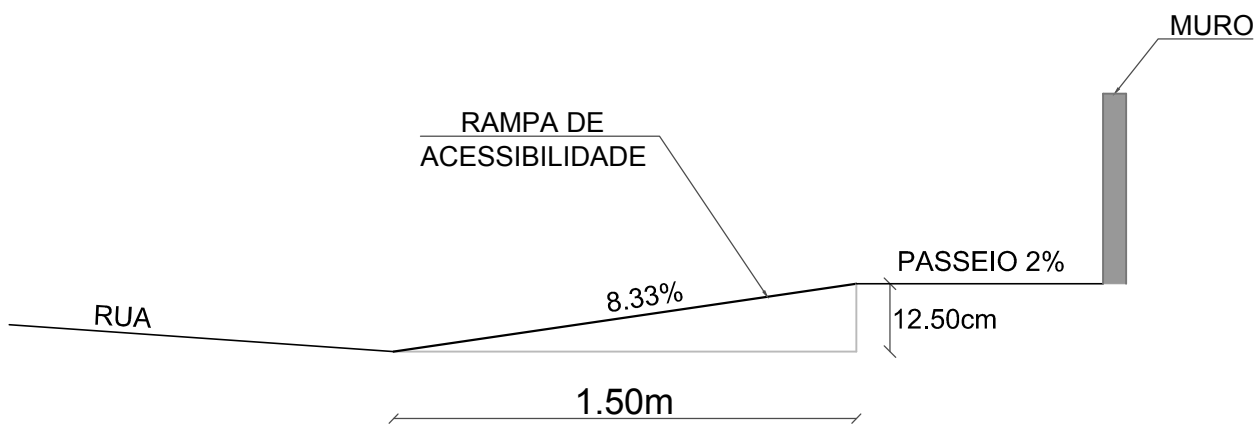 MURO
RAMPA DE
ACESSIBILIDADE
PASSEIO 2%
8.33%
RUA
12.50cm
1.50m